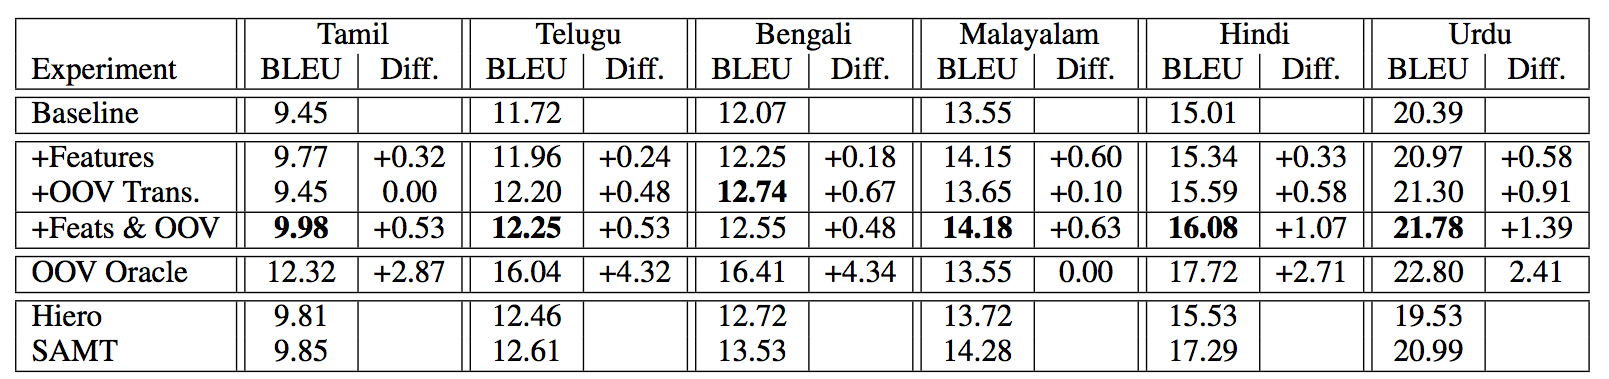 Tamil Telugu Bengali Malayalam Hindi Urdu
Experiment BLEU Diff. BLEU Diff. BLEU Diff. BLEU Diff. BLEU Diff. BLEU Diff.
Baseline 9.45 11.72 12.07 13.55 15.01 20.39
+Features 9.77 +0.32 11.96 +0.24 12.25 +0.18 14.15 +0.60 15.34 +0.33 20.97 +0.58
+OOV Trans. 9.45 0.00 12.20 +0.48 12.74 +0.67 13.65 +0.10 15.59 +0.58 21.30 +0.91
+Feats & OOV 9.98 +0.53 12.25 +0.53 12.55 +0.48 14.18 +0.63 16.08 +1.07 21.78 +1.39
OOV Oracle 12.32 +2.87 16.04 +4.32 16.41 +4.34 13.55 0.00 17.72 +2.71 22.80 2.41
Hiero 9.81 12.46 12.72 13.72 15.53 19.53
SAMT 9.85 12.61 13.53 14.28 17.29 20.99